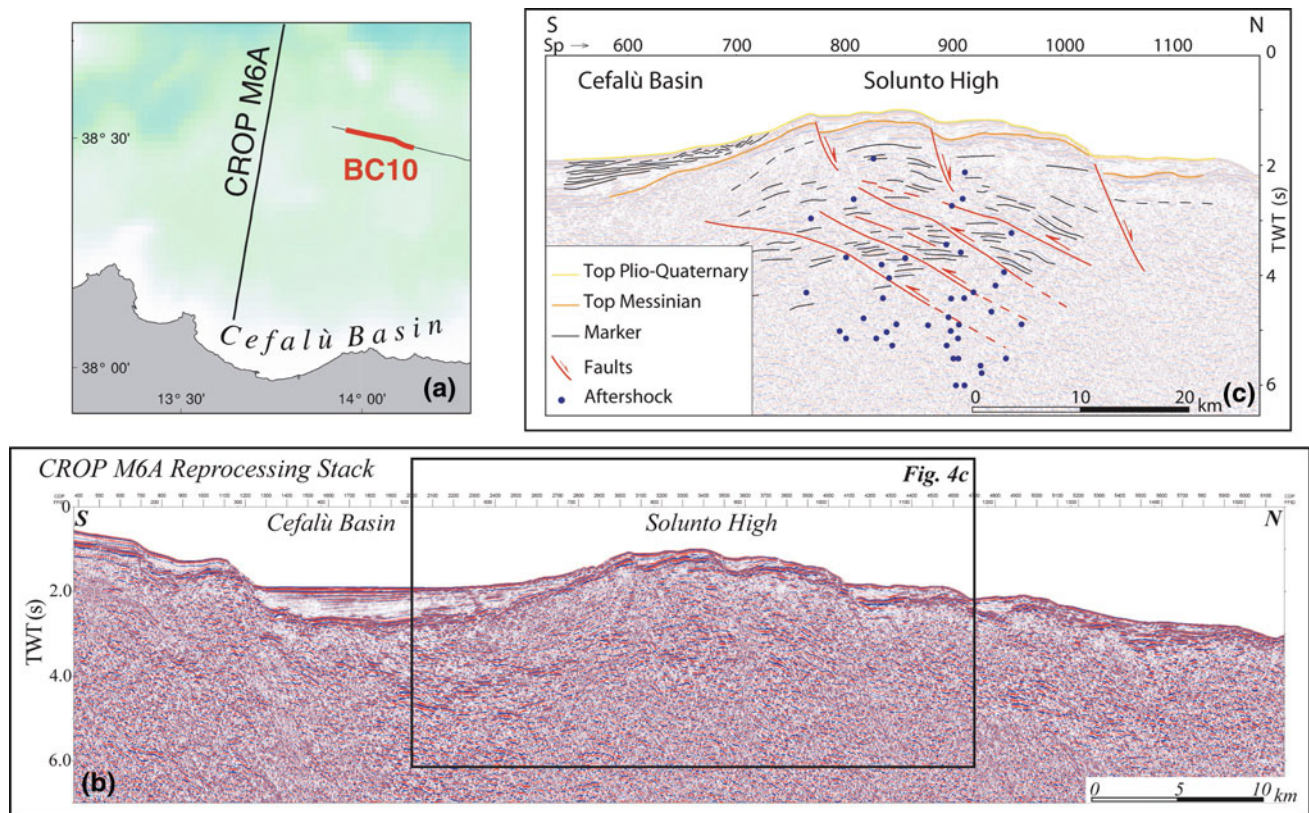 CROP M6A
38° 30'
BC10
Cefalù Basin
38° 00'
(a)
13° 30'
14° 00'
S
N
Sp →
600 700 800 900 1000 1100
0
Cefalù Basin
Solunto High
2
TWT (s)
4
6
Top Plio-Quaternary
Top Messinian
Marker
Faults
Aftershock
0 10 20
km
(c)
CROP M6A Reprocessing Stack
Fig. 4c
0
S
Cefalù Basin
Solunto High
N
2.0
TWT (s)
4.0
6.0
(b)
0 5 10
km